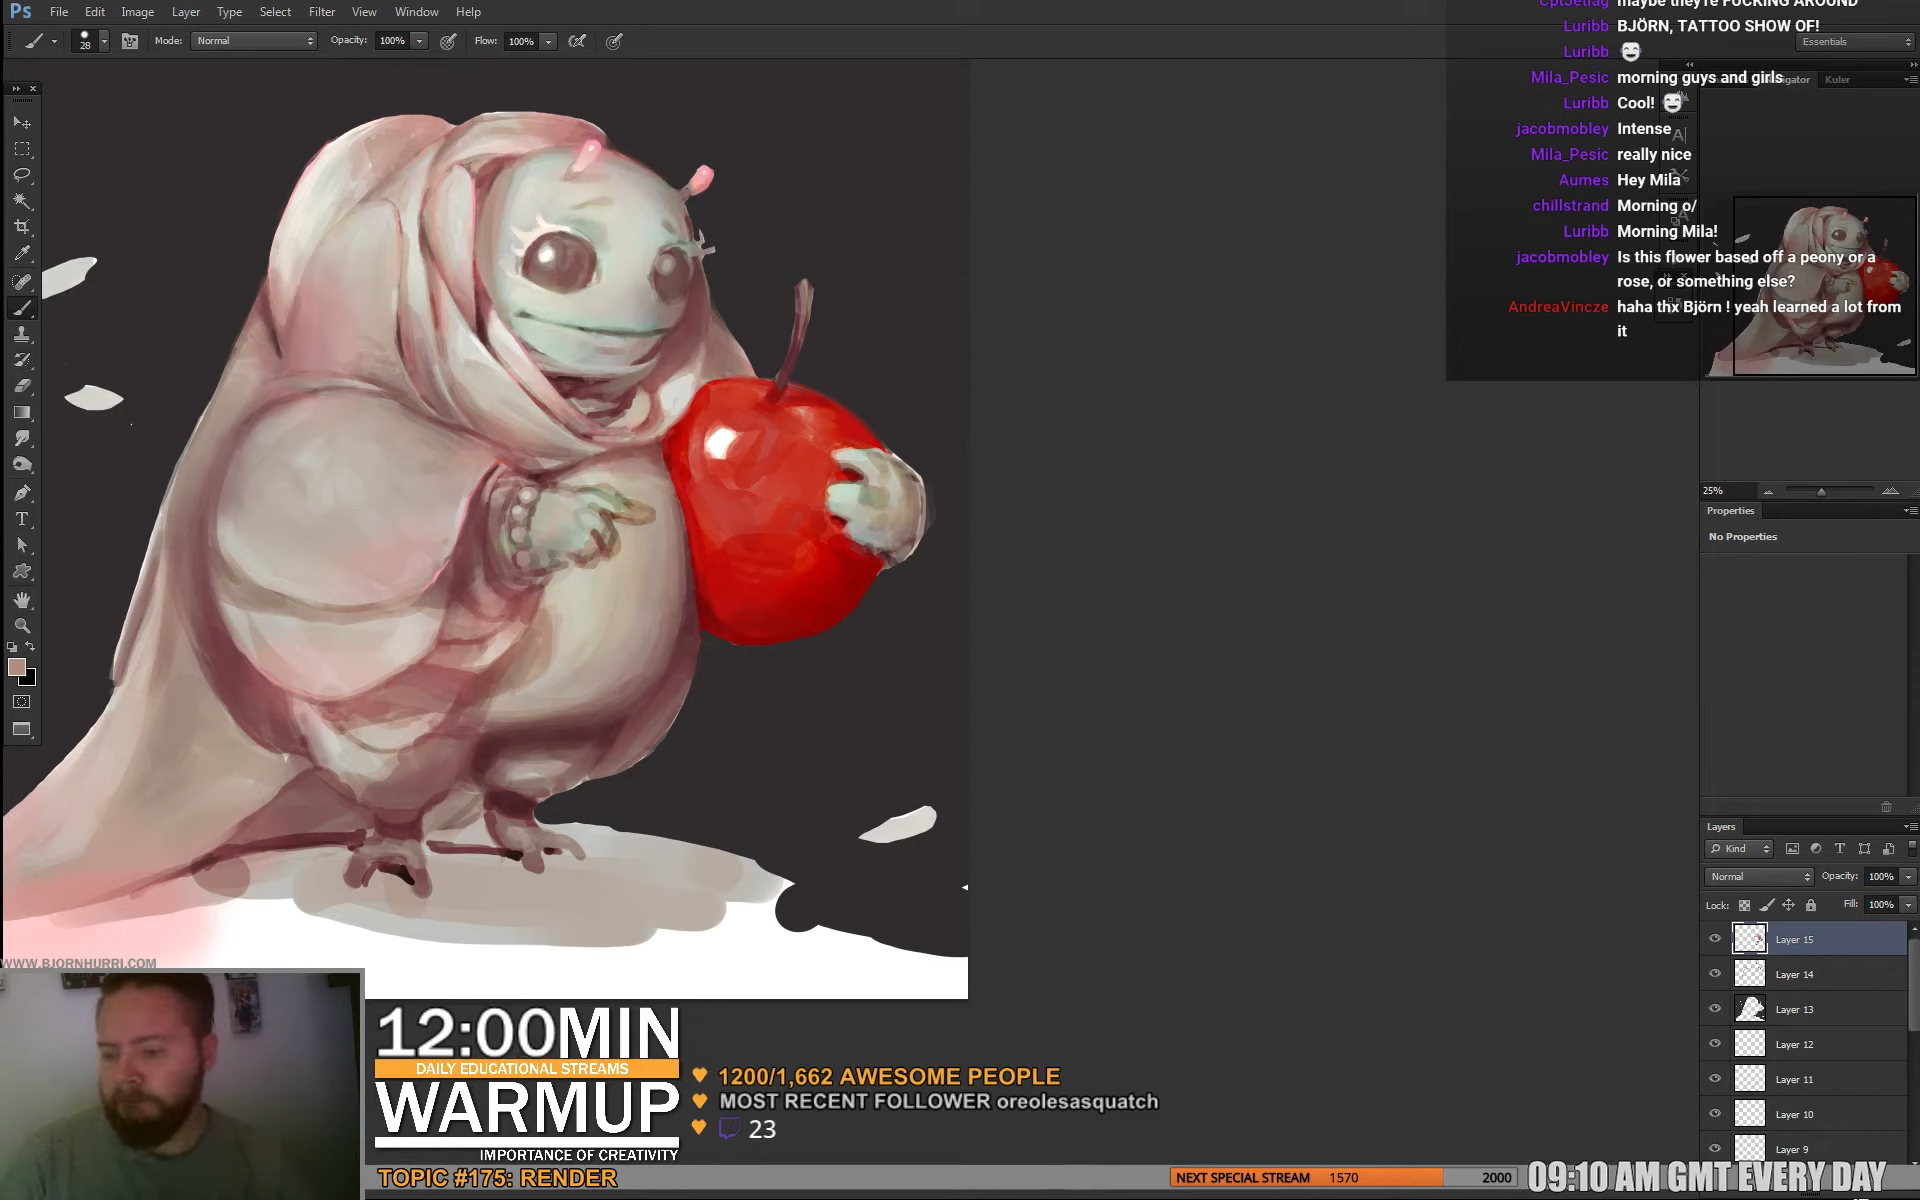 Ps File Edit Image Layer Type Select Filter View Window Help
28 Mode: Normal Opacity: 100% Flow: 100%
Essentials
Luribb BJÖRN, TATTOO SHOW OF!
Luribb
Mila_Pesic morning guys and girls
Kuler
Luribb Cool!
jacobmobley Intense
Mila_Pesic really nice
Aumes Hey Mila
chillstrand Morning o/
Luribb Morning Mila!
jacobmobley Is this flower based off a peony or a
rose, or something else?
AndreaVincze haha thx Björn ! yeah learned a lot from
it
25%
Properties
No Properties
Layers
Kind
Normal Opacity: 100%
Lock: Fill: 100%
Layer 15
Layer 14
Layer 13
Layer 12
Layer 11
Layer 10
Layer 9
WWW.BJORNHURRI.COM
12:00MIN
DAILY EDUCATIONAL STREAMS
WARMUP
IMPORTANCE OF CREATIVITY
TOPIC #175: RENDER
1200/1,662 AWESOME PEOPLE
MOST RECENT FOLLOWER oreolesasquatch
23
NEXT SPECIAL STREAM 1570 2000
09:10 AM GMT EVERY DAY